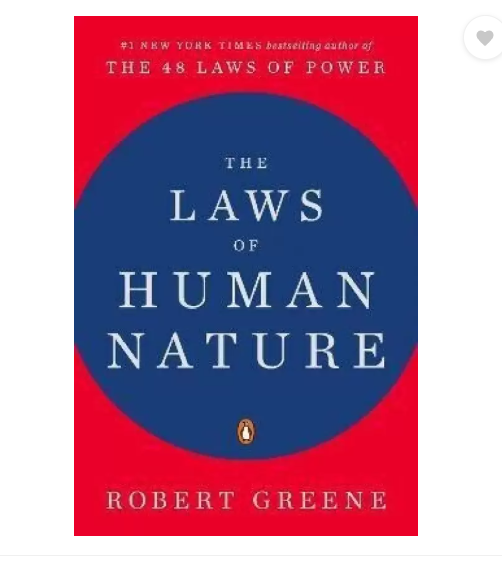 #1 NEW YORK TIMES bestselling author of
THE 48 LAWS OF POWER
THE
LAWS
OF
HUMAN
NATURE
ROBERT GREENE